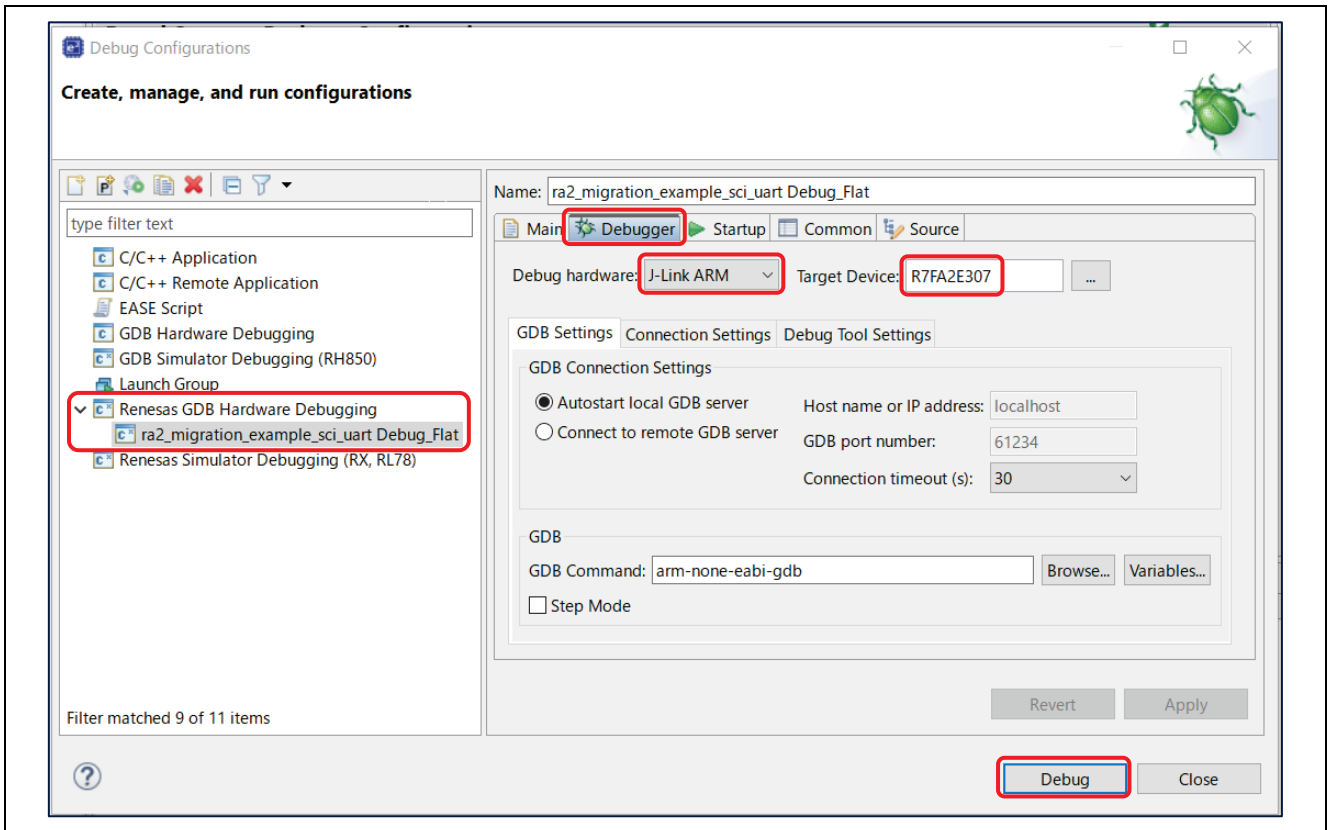 Debug Configurations
Create, manage, and run configurations
type filter text
C/C++ Application
C/C++ Remote Application
EASE Script
GDB Hardware Debugging
GDB Simulator Debugging (RH850)
Launch Group
Renesas GDB Hardware Debugging
ra2_migration_example_sci_uart Debug_Flat
Renesas Simulator Debugging (RX, RL78)
Filter matched 9 of 11 items
Name: ra2_migration_example_sci_uart Debug_Flat
Main Debugger Startup Common Source
Debug hardware: J-Link ARM Target Device: R7FA2E307 ...
GDB Settings Connection Settings Debug Tool Settings
GDB Connection Settings
Autostart local GDB server
Connect to remote GDB server
Host name or IP address: localhost
GDB port number: 61234
Connection timeout (s): 30
GDB
GDB Command: arm-none-eabi-gdb Browse... Variables...
Step Mode
Revert Apply
? Debug Close